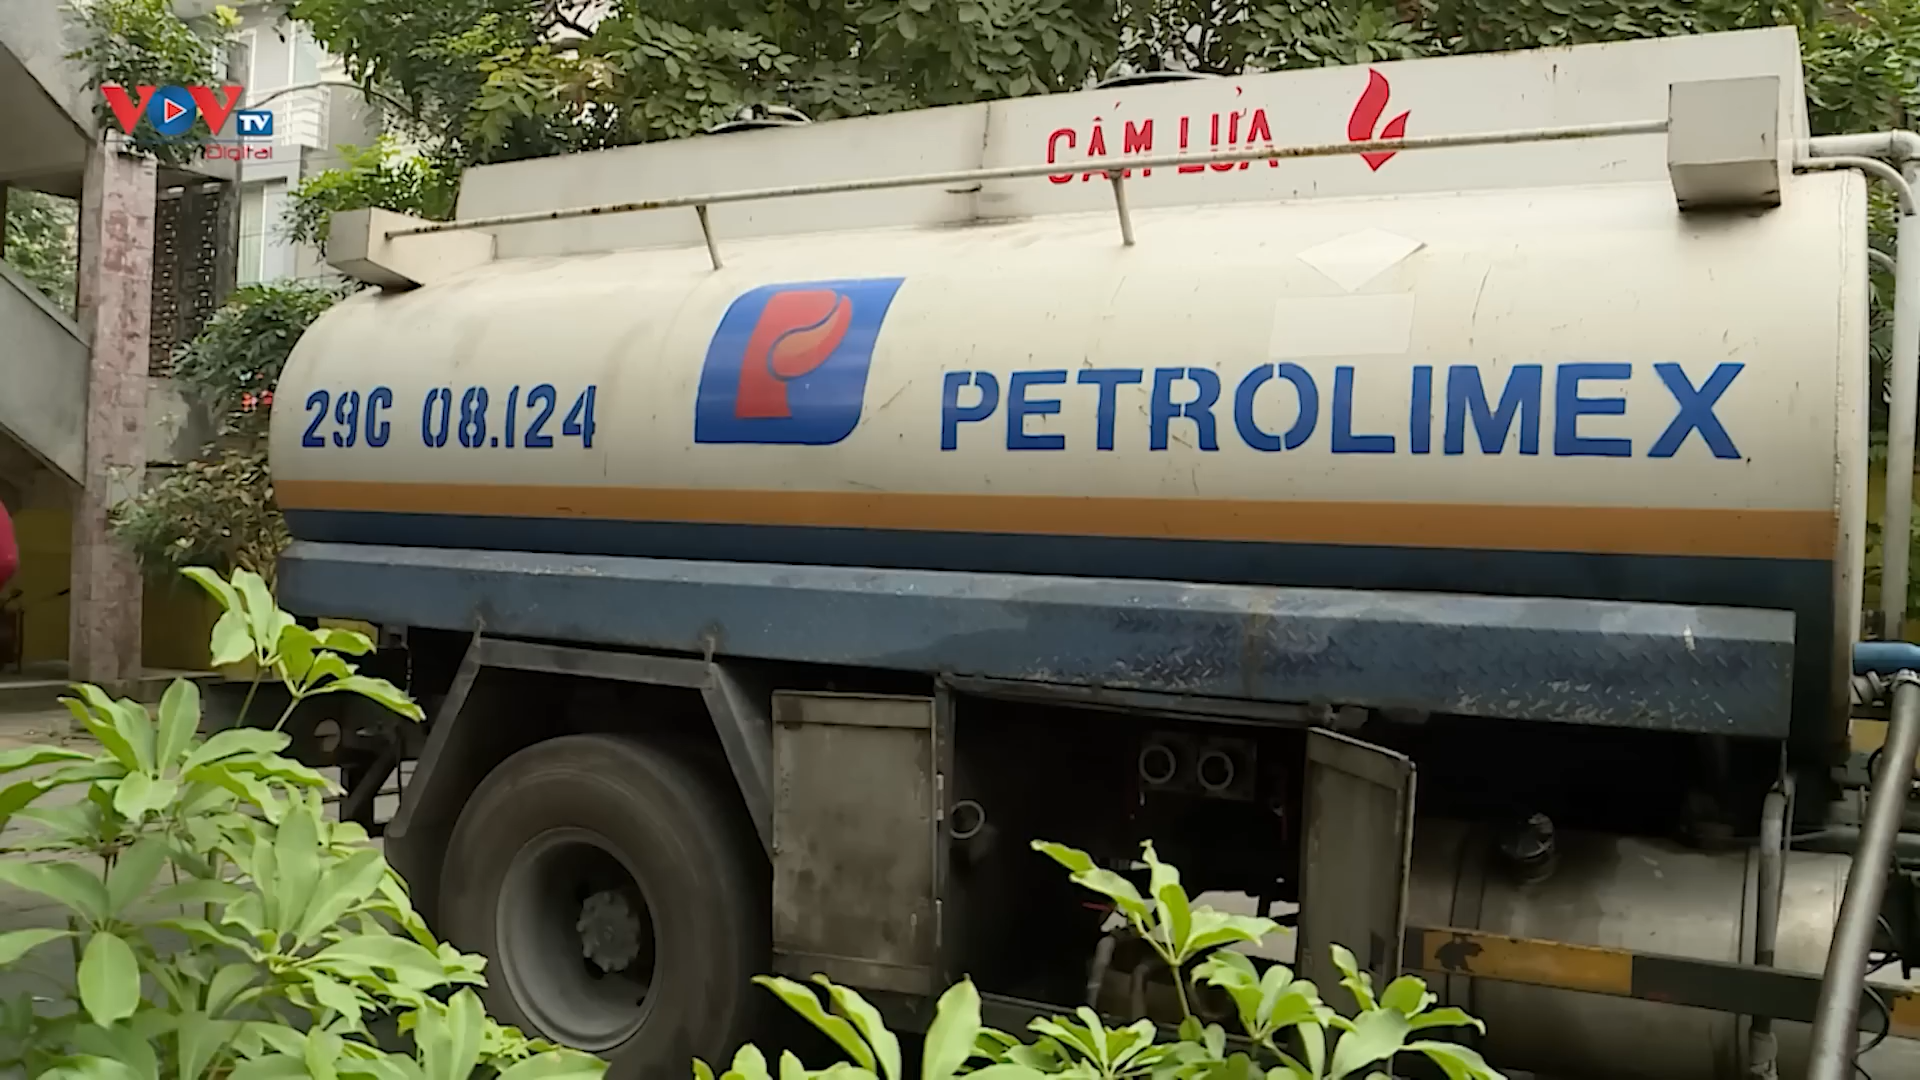 VOV TV
Digital
CẤM LỬA
29C 08.124
PETROLIMEX